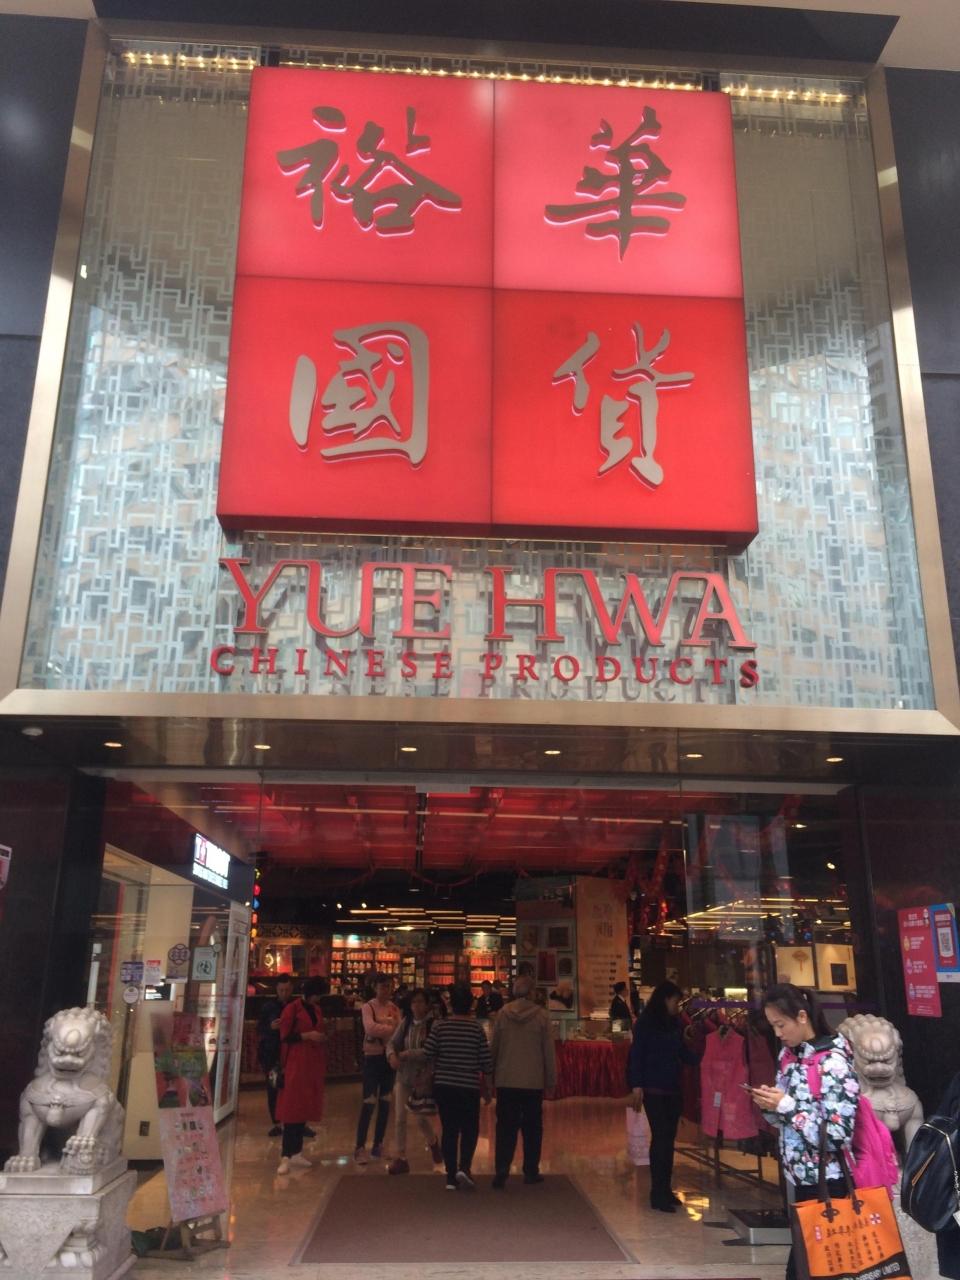 裕華
國貨
YUE HWA
CHINESE PRODUCTS